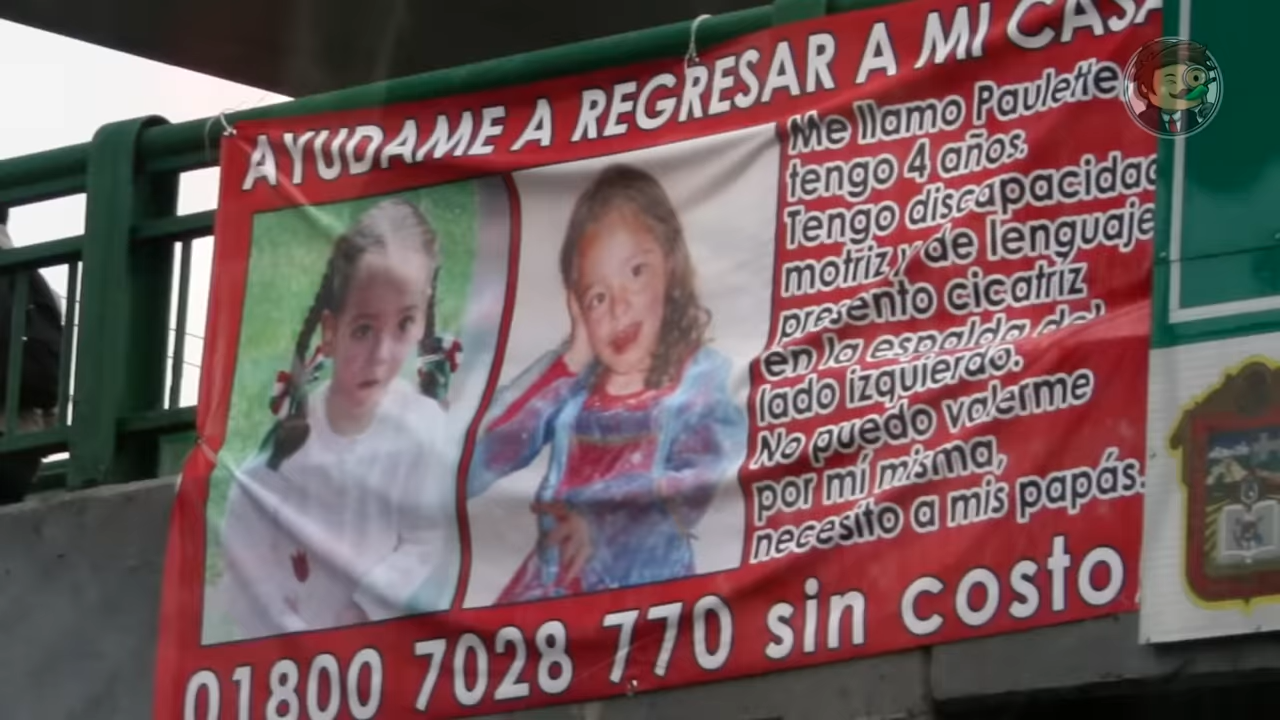 AYUDAME A REGRESAR A MI CASA
Me llamo Paulette,
tengo 4 años.
Tengo discapacidad
motriz y de lenguaje
presento cicatriz
en la espalda del
lado izquierdo.
No puedo valerme
por mí misma,
necesito a mis papás.
01800 7028 770 sin costo